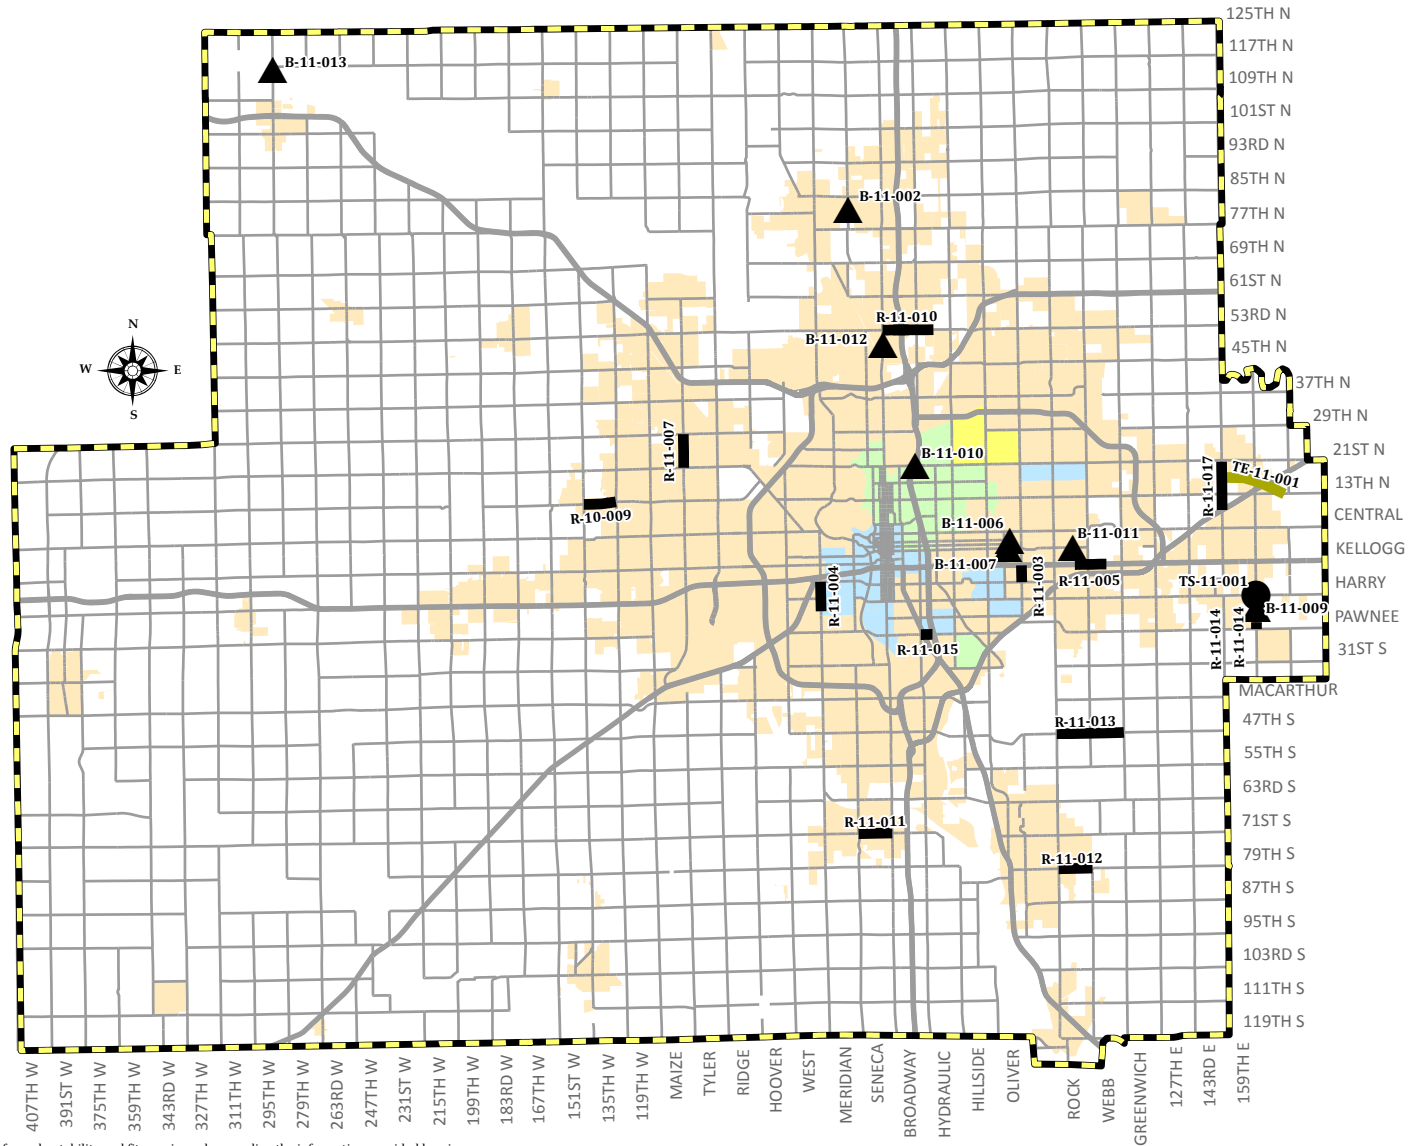 125TH N
117TH N
109TH N
101ST N
93RD N
85TH N
77TH N
69TH N
61ST N
53RD N
45TH N
37TH N
29TH N
21ST N
13TH N
CENTRAL
KELLOGG
HARRY
PAWNEE
31ST S
MACARTHUR
47TH S
55TH S
63RD S
71ST S
79TH S
87TH S
95TH S
103RD S
111TH S
119TH S
B-11-013
B-11-002
R-11-010
B-11-012
N
W
E
S
R-11-007
B-11-010
R-11-017
TE-11-001
R-10-009
B-11-006
B-11-011
B-11-007
R-11-003
R-11-005
R-11-004
TS-11-001
B-11-009
R-11-014
R-11-014
R-11-015
R-11-013
R-11-011
R-11-012
407TH W
391ST W
375TH W
359TH W
343RD W
327TH W
311TH W
295TH W
279TH W
263RD W
247TH W
231ST W
215TH W
199TH W
183RD W
167TH W
151ST W
135TH W
119TH W
MAIZE
TYLER
RIDGE
HOOVER
WEST
MERIDIAN
SENECA
BROADWAY
HYDRAULIC
HILLSIDE
OLIVER
ROCK
WEBB
GREENWICH
127TH E
143RD E
159TH E